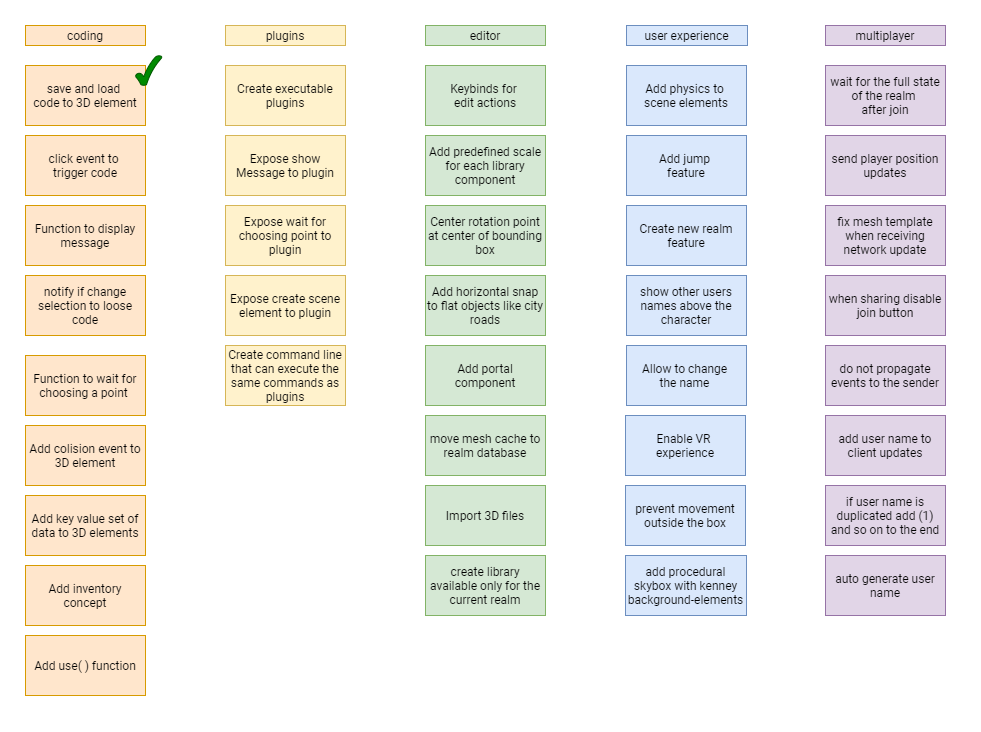 coding
save and load
code to 3D element
click event to
trigger code
Function to display
message
notify if change
selection to loose
code
Function to wait for
choosing a point
Add colision event to
3D element
Add key value set of
data to 3D elements
Add inventory
concept
Add use( ) function
plugins
Create executable
plugins
Expose show
Message to plugin
Expose wait for
choosing point to
plugin
Expose create scene
element to plugin
Create command line
that can execute the
same commands as
plugins
editor
Keybinds for
edit actions
Add predefined scale
for each library
component
Center rotation point
at center of bounding
box
Add horizontal snap
to flat objects like city
roads
Add portal
component
move mesh cache to
realm database
Import 3D files
create library
available only for the
current realm
user experience
Add physics to
scene elements
Add jump
feature
Create new realm
feature
show other users
names above the
character
Allow to change
the name
Enable VR
experience
prevent movement
outside the box
add procedural
skybox with kenney
background-elements
multiplayer
wait for the full state
of the realm
after join
send player position
updates
fix mesh template
when receiving
network update
when sharing disable
join button
do not propagate
events to the sender
add user name to
client updates
if user name is
duplicated add (1)
and so on to the end
auto generate user
name